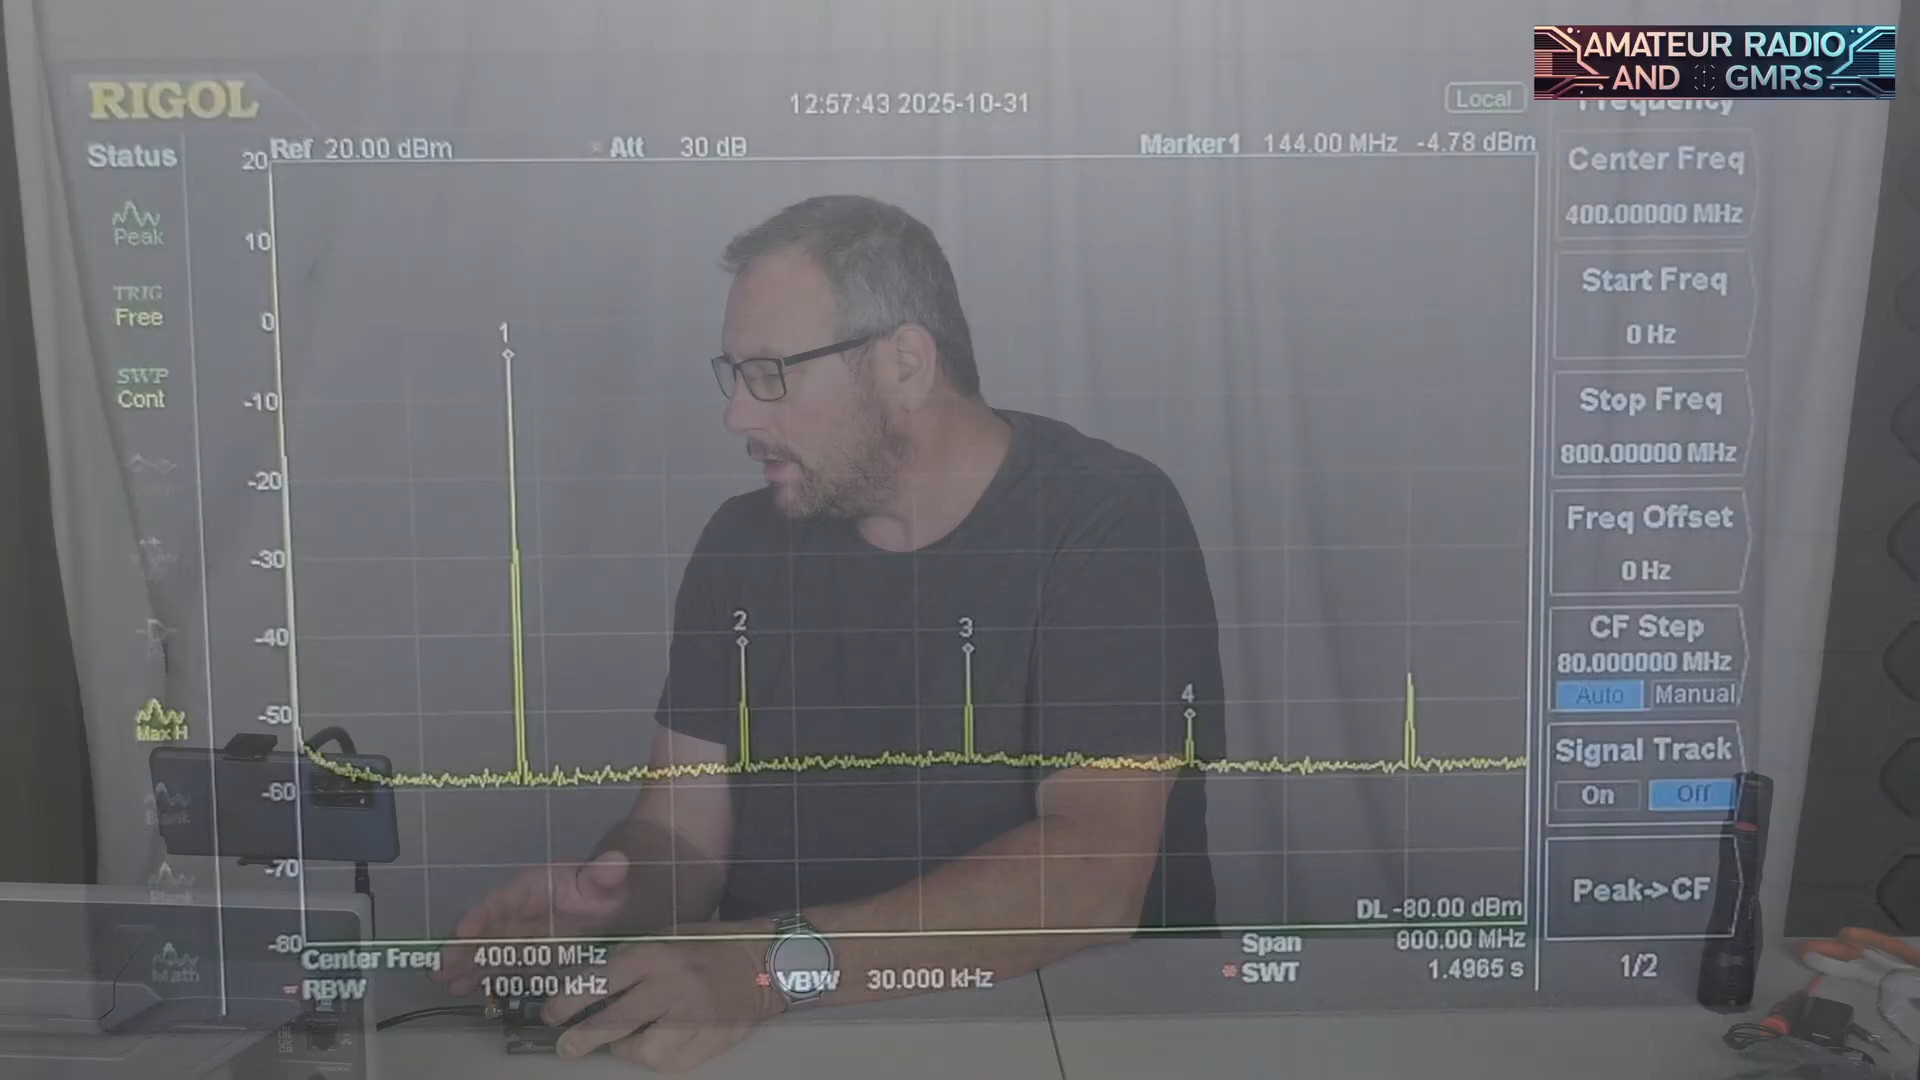 AMATEUR RADIO
AND GMRS
RIGOL
12:57:43 2025-10-31
Local
Frequency
Status
Ref 20.00 dBm
Att 30 dB
Marker1 144.00 MHz -4.78 dBm
Center Freq
400.00000 MHz
Start Freq
0 Hz
Stop Freq
800.00000 MHz
Freq Offset
0 Hz
CF Step
80.000000 MHz
Auto Manual
Signal Track
On Off
Peak->CF
1/2
Peak
TRIG
Free
SWP
Cont
Max H
Blank
Math
20
10
0
-10
-20
-30
-40
-50
-60
-70
-80
1
2
3
4
DL -80.00 dBm
Center Freq 400.00 MHz
Span 800.00 MHz
RBW 100.00 kHz
VBW 30.000 kHz
SWT 1.4965 s